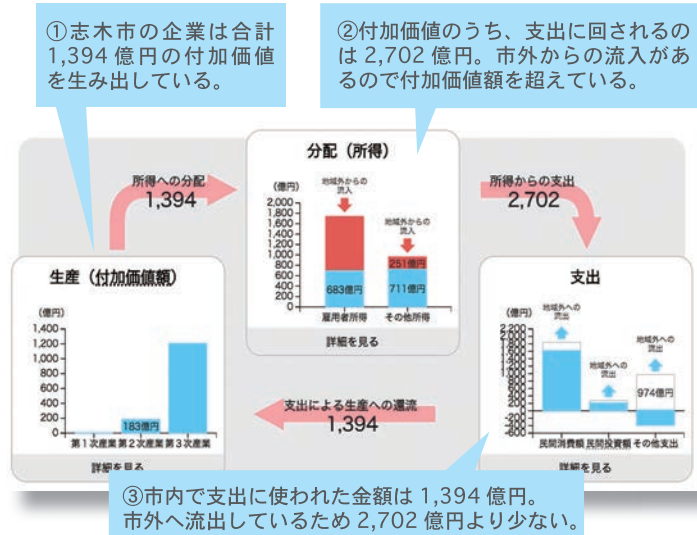 ①志木市の企業は合計
1,394億円の付加価値
を生み出している。
②付加価値のうち、支出に回されるの
は2,702億円。市外からの流入があ
るので付加価値額を超えている。
所得への分配
1,394
分配（所得）
(億円)
地域外からの
流入
地域外からの
流入
2,000
1,800
1,600
1,400
1,200
1,000
800
600
400
200
0
251億円
683億円
711億円
雇用者所得
その他所得
詳細を見る
所得からの支出
2,702
生産（付加価値額）
(億円)
1,400
1,200
1,000
800
600
400
200
0
183億円
第1次産業
第2次産業
第3次産業
詳細を見る
支出による生産への還流
1,394
支出
(億円)
地域外への
流出
地域外への
流出
地域外への
流出
2,200
974億円
-600
民間消費額
民間投資額
その他支出
詳細を見る
③市内で支出に使われた金額は1,394億円。
市外へ流出しているため2,702億円より少ない。